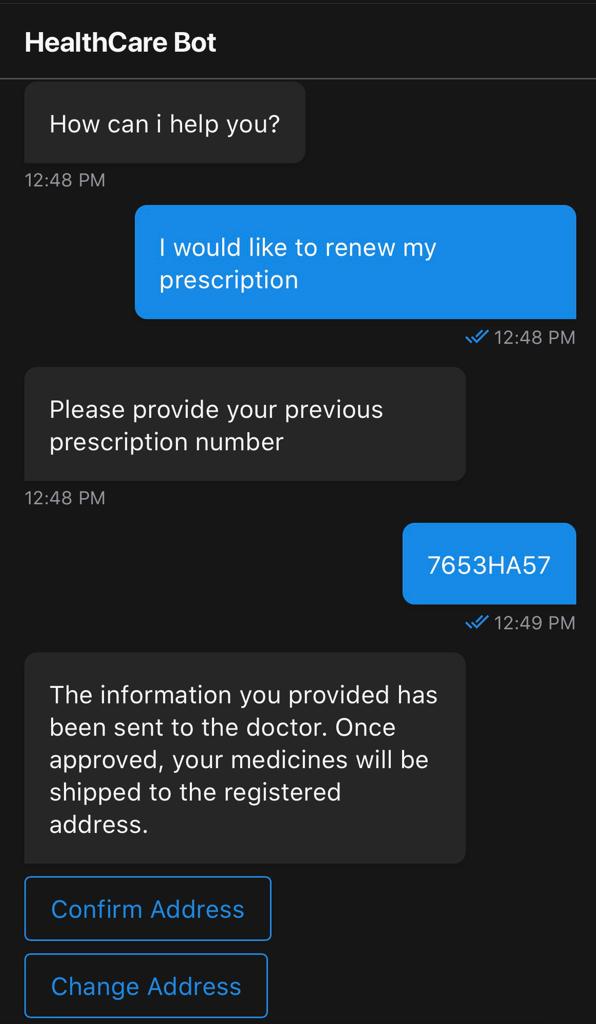 HealthCare Bot
How can i help you?
12:48 PM
I would like to renew my
prescription
12:48 PM
Please provide your previous
prescription number
12:48 PM
7653HA57
12:49 PM
The information you provided has
been sent to the doctor. Once
approved, your medicines will be
shipped to the registered
address.
Confirm Address
Change Address